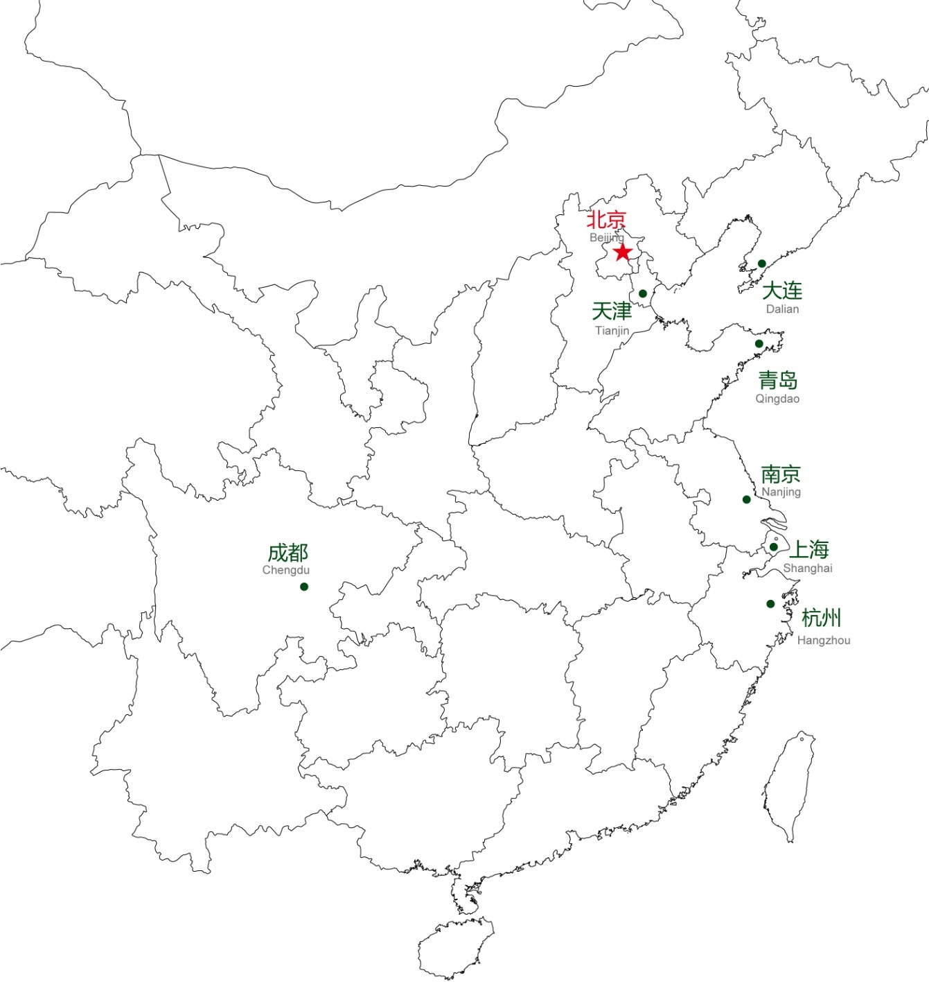 北京
Beijing
大连
Dalian
天津
Tianjin
青岛
Qingdao
南京
Nanjing
成都
Chengdu
上海
Shanghai
杭州
Hangzhou